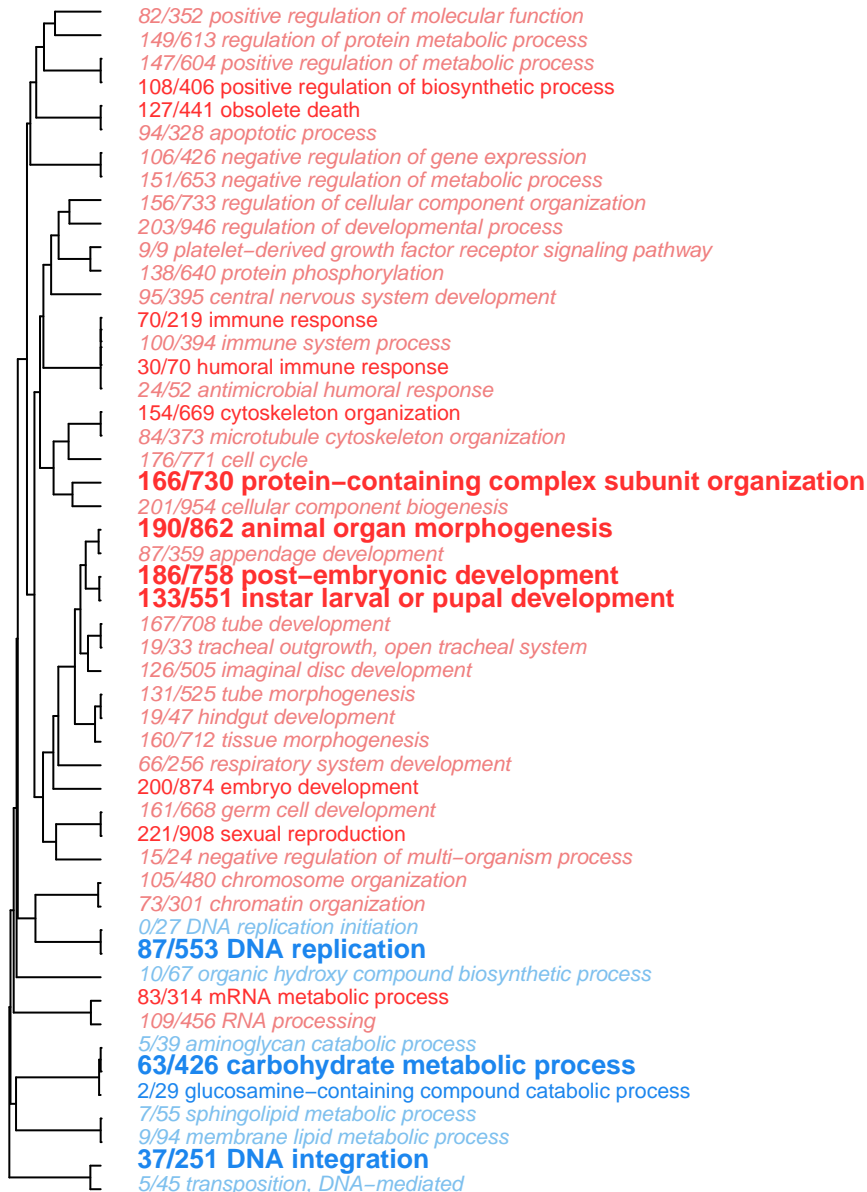 82/352 positive regulation of molecular function
149/613 regulation of protein metabolic process
147/604 positive regulation of metabolic process
108/406 positive regulation of biosynthetic process
127/441 obsolete death
94/328 apoptotic process
106/426 negative regulation of gene expression
151/653 negative regulation of metabolic process
156/733 regulation of cellular component organization
203/946 regulation of developmental process
9/9 platelet−derived growth factor receptor signaling pathway
138/640 protein phosphorylation
95/395 central nervous system development
70/219 immune response
100/394 immune system process
30/70 humoral immune response
24/52 antimicrobial humoral response
154/669 cytoskeleton organization
84/373 microtubule cytoskeleton organization
176/771 cell cycle
166/730 protein−containing complex subunit organization
201/954 cellular component biogenesis
190/862 animal organ morphogenesis
87/359 appendage development
186/758 post−embryonic development
133/551 instar larval or pupal development
167/708 tube development
19/33 tracheal outgrowth, open tracheal system
126/505 imaginal disc development
131/525 tube morphogenesis
19/47 hindgut development
160/712 tissue morphogenesis
66/256 respiratory system development
200/874 embryo development
161/668 germ cell development
221/908 sexual reproduction
15/24 negative regulation of multi−organism process
105/480 chromosome organization
73/301 chromatin organization
0/27 DNA replication initiation
87/553 DNA replication
10/67 organic hydroxy compound biosynthetic process
83/314 mRNA metabolic process
109/456 RNA processing
5/39 aminoglycan catabolic process
63/426 carbohydrate metabolic process
2/29 glucosamine−containing compound catabolic process
7/55 sphingolipid metabolic process
9/94 membrane lipid metabolic process
37/251 DNA integration
5/45 transposition, DNA−mediated